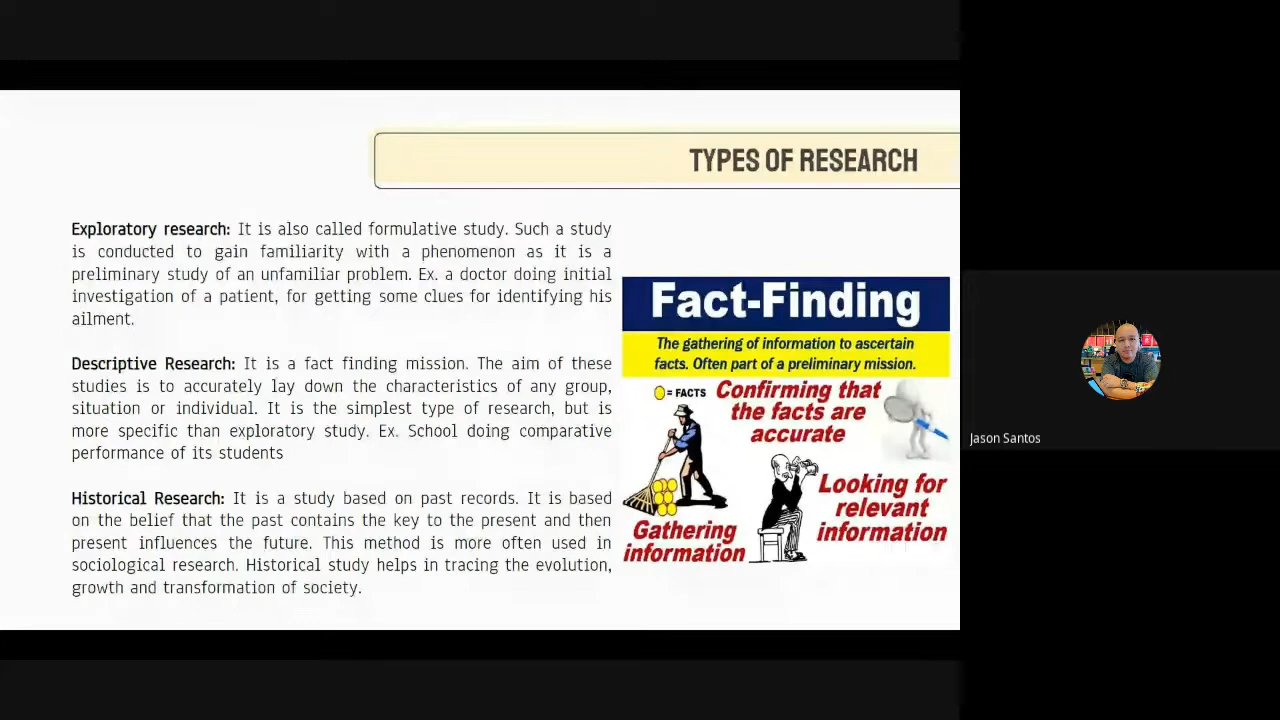 TYPES OF RESEARCH
Exploratory research: It is also called formulative study. Such a study
is conducted to gain familiarity with a phenomenon as it is a
preliminary study of an unfamiliar problem. Ex. a doctor doing initial
investigation of a patient, for getting some clues for identifying his
ailment.
Descriptive Research: It is a fact finding mission. The aim of these
studies is to accurately lay down the characteristics of any group,
situation or individual. It is the simplest type of research, but is
more specific than exploratory study. Ex. School doing comparative
performance of its students
Historical Research: It is a study based on past records. It is based
on the belief that the past contains the key to the present and then
present influences the future. This method is more often used in
sociological research. Historical study helps in tracing the evolution,
growth and transformation of society.
Fact-Finding
The gathering of information to ascertain
facts. Often part of a preliminary mission.
= FACTS
Confirming that
the facts are
accurate
Looking for
relevant
information
Gathering
information
Jason Santos